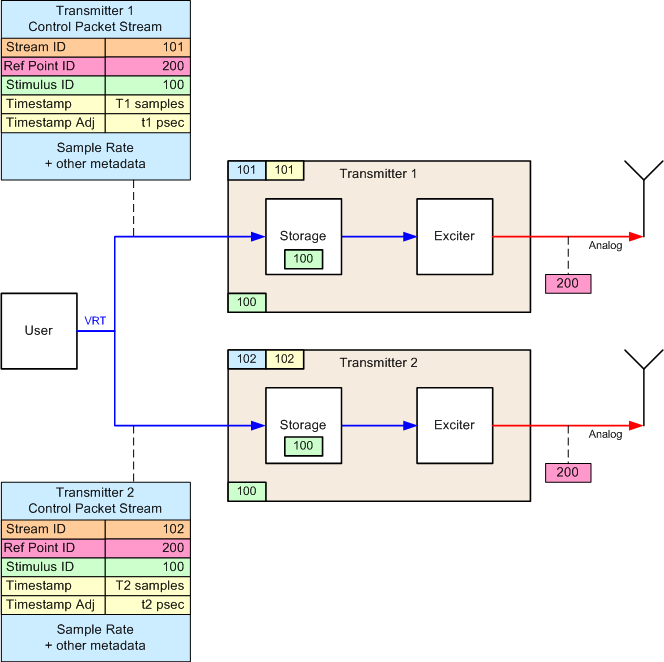 Transmitter 1
Control Packet Stream
Stream ID 101
Ref Point ID 200
Stimulus ID 100
Timestamp T1 samples
Timestamp Adj t1 psec
Sample Rate
+ other metadata
101 101 Transmitter 1
Storage
100
Exciter
Analog
200
100
User
VRT
102 102 Transmitter 2
Storage
100
Exciter
Analog
200
100
Transmitter 2
Control Packet Stream
Stream ID 102
Ref Point ID 200
Stimulus ID 100
Timestamp T2 samples
Timestamp Adj t2 psec
Sample Rate
+ other metadata